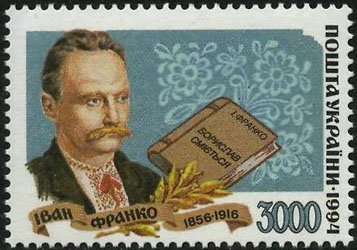 І. ФРАНКО
БОРИСЛАВ
СМІЄТЬСЯ
ІВАН ФРАНКО 1856-1916
3000
ПОШТА УКРАЇНИ·1994